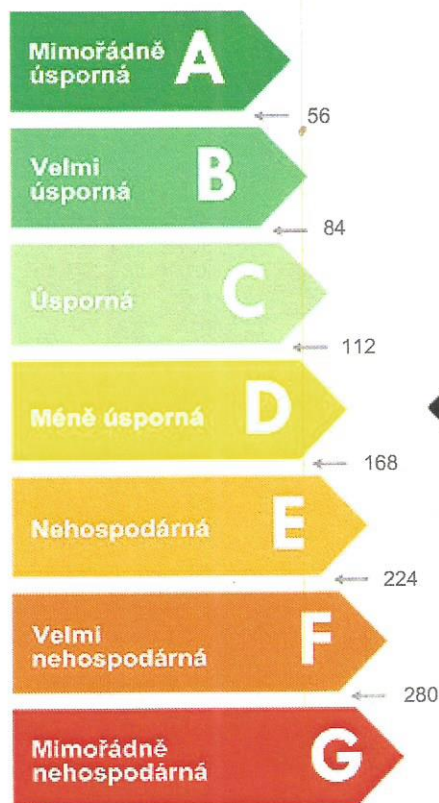 Mimořádně
úsporná
A
56
Velmi
úsporná
B
84
Úsporná
C
112
Méně úsporná
D
168
Nehospodárná
E
224
Velmi
nehospodárná
F
280
Mimořádně
nehospodárná
G